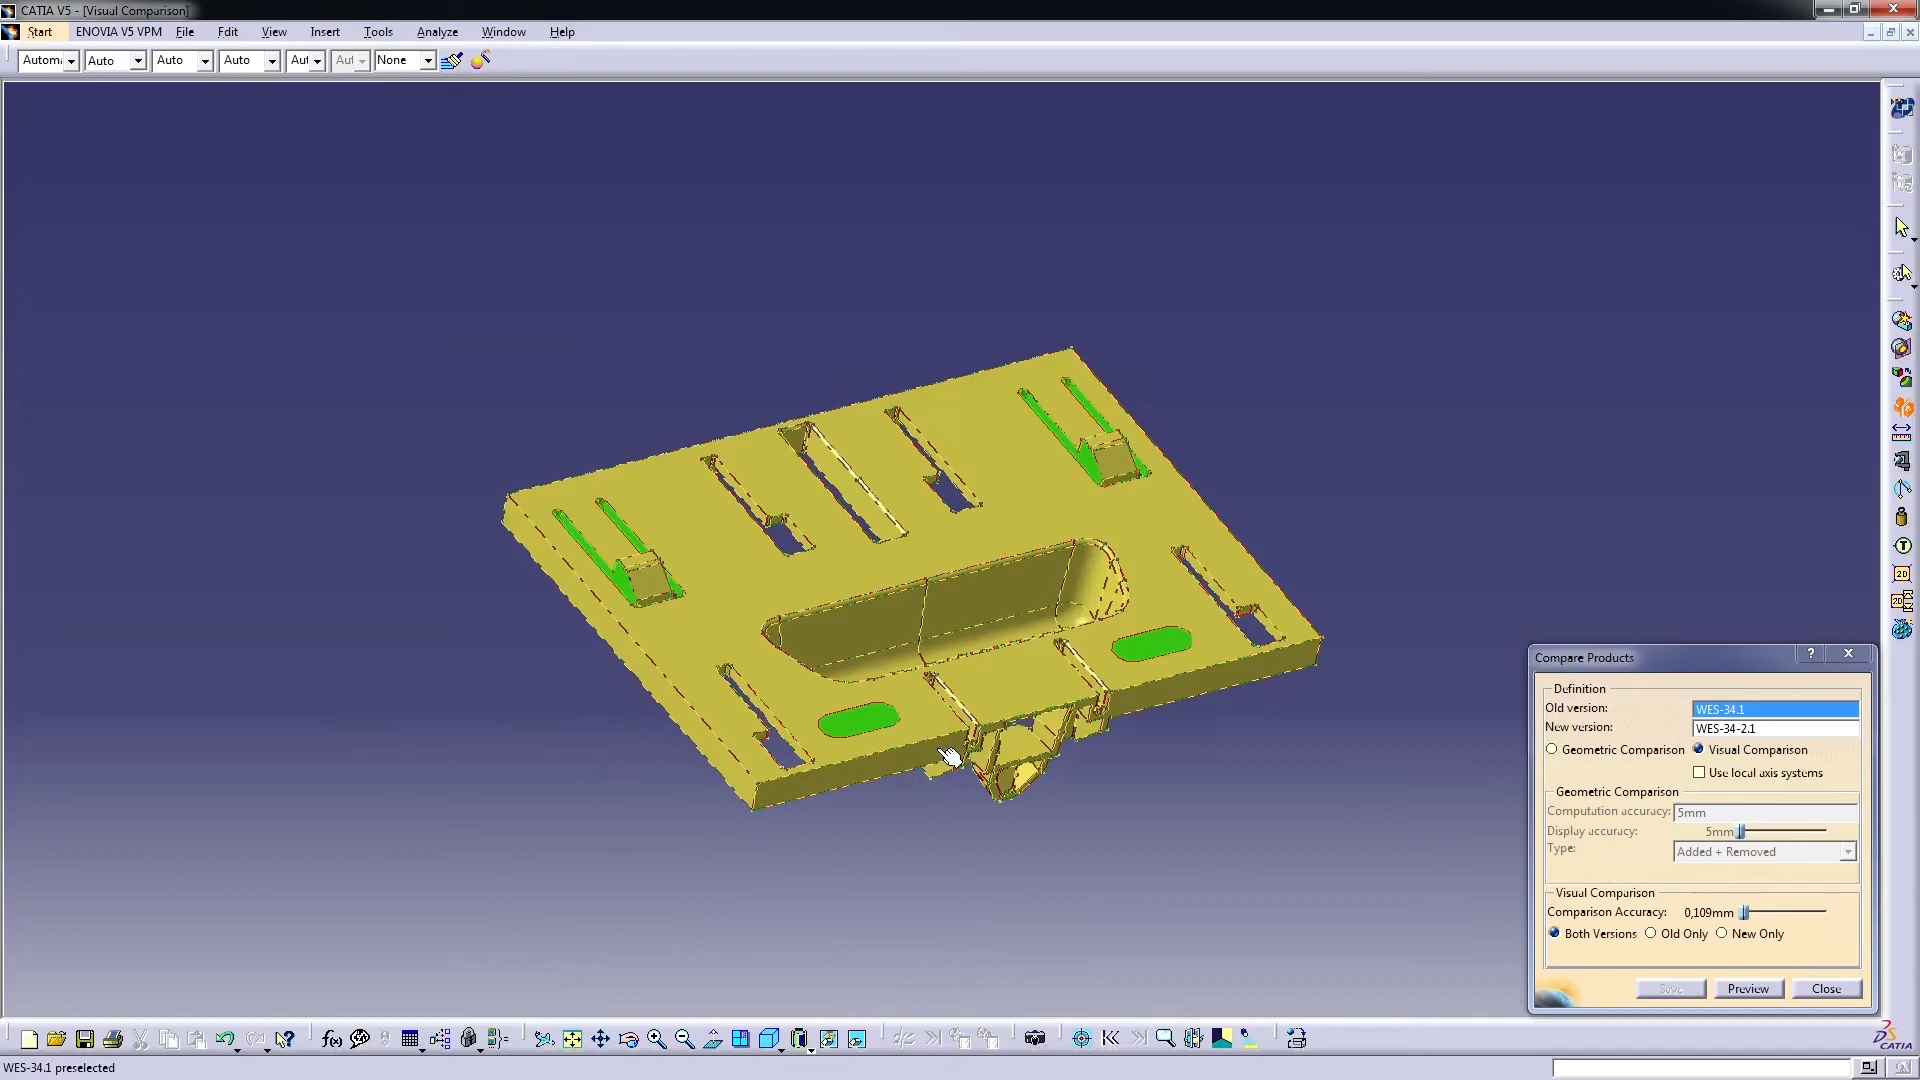 CATIA V5 - [Visual Comparison]
Start ENOVIA V5 VPM File Edit View Insert Tools Analyze Window Help
Automa Auto Auto Auto Aut Aut None
Compare Products
Definition
Old version: WES-34.1
New version: WES-34-2.1
Geometric Comparison Visual Comparison
Use local axis systems
Geometric Comparison
Computation accuracy: 5mm
Display accuracy: 5mm
Type: Added + Removed
Visual Comparison
Comparison Accuracy: 0,109mm
Both Versions Old Only New Only
Save Preview Close
WES-34.1 preselected
CATIA